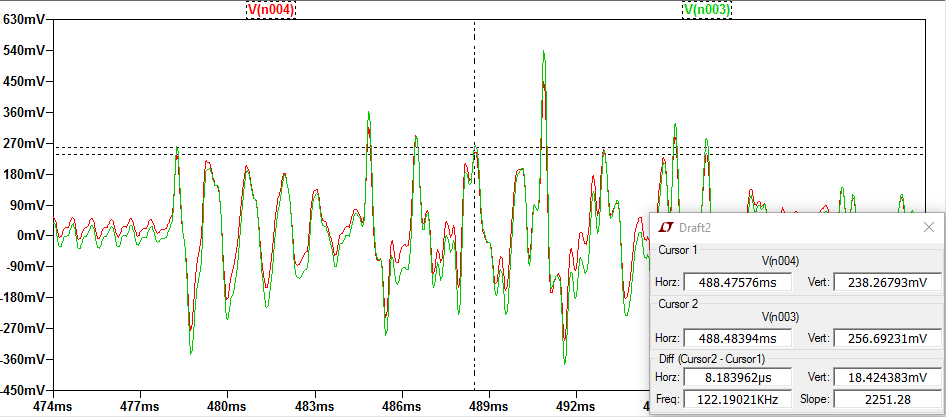 V(n004) V(n003)
630mV
540mV
450mV
360mV
270mV
180mV
90mV
0mV
-90mV
-180mV
-270mV
-360mV
-450mV
474ms 477ms 480ms 483ms 486ms 489ms 492ms 4
Draft2
Cursor 1
V(n004)
Horz: 488.47576ms Vert: 238.26793mV
Cursor 2
V(n003)
Horz: 488.48394ms Vert: 256.69231mV
Diff (Cursor2 - Cursor1)
Horz: 8.183962µs Vert: 18.424383mV
Freq: 122.19021KHz Slope: 2251.28